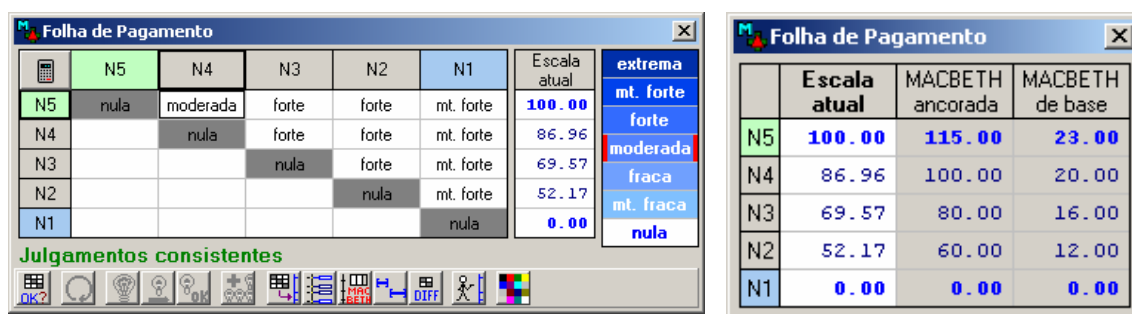 Folha de Pagamento
N5 N4 N3 N2 N1 Escala atual
N5 nula moderada forte forte mt. forte 100.00
N4 nula forte forte mt. forte 86.96
N3 nula forte mt. forte 69.57
N2 nula mt. forte 52.17
N1 nula 0.00
extrema
mt. forte
forte
moderada
fraca
mt. fraca
nula
Julgamentos consistentes
OK? OK MAC BETH DIFF
Folha de Pagamento
Escala atual MACBETH ancorada MACBETH de base
N5 100.00 115.00 23.00
N4 86.96 100.00 20.00
N3 69.57 80.00 16.00
N2 52.17 60.00 12.00
N1 0.00 0.00 0.00